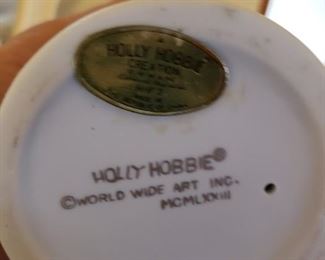 HOLLY HOBBIE
CREATION
HOLLY HOBBIE®
©WORLD WIDE ART INC.
MCMLXXIII